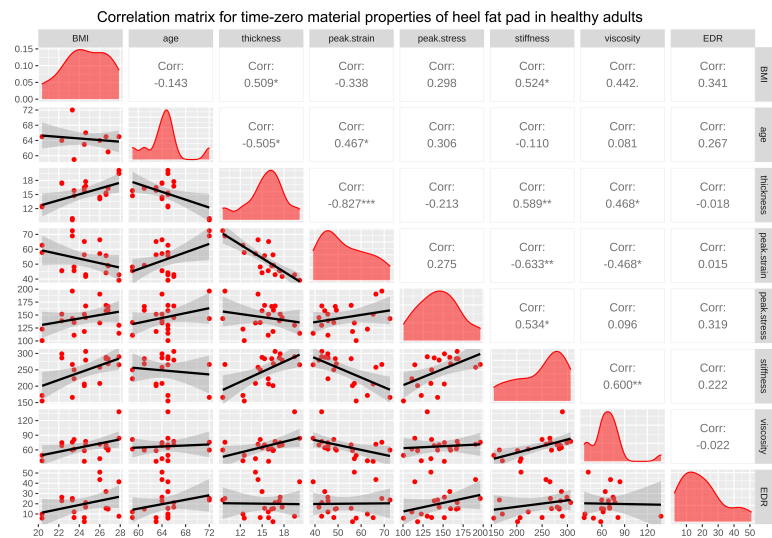 Correlation matrix for time-zero material properties of heel fat pad in healthy adults
BMI age thickness peak.strain peak.stress stiffness viscosity EDR
0.15
0.10
0.05
0.00
Corr: Corr: Corr: Corr: Corr: Corr: Corr:
-0.143 0.509* -0.338 0.298 0.524* 0.442. 0.341
BMI
72
68
64
60
Corr: Corr: Corr: Corr: Corr: Corr:
-0.505* 0.467* 0.306 -0.110 0.081 0.267
age
18
15
12
Corr: Corr: Corr: Corr: Corr:
-0.827*** -0.213 0.589** 0.468* -0.018
thickness
70
60
50
40
Corr: Corr: Corr: Corr:
0.275 -0.633** -0.468* 0.015
peak.strain
200
175
150
125
100
Corr: Corr: Corr:
0.534* 0.096 0.319
peak.stress
300
250
200
150
Corr: Corr:
0.600** 0.222
stiffness
120
90
60
Corr:
-0.022
viscosity
50
40
30
20
10
EDR
20 22 24 26 28 60 64 68 72 12 15 18 40 50 60 70 100 125 150 175 200 150 200 250 300 60 90 120 10 20 30 40 50